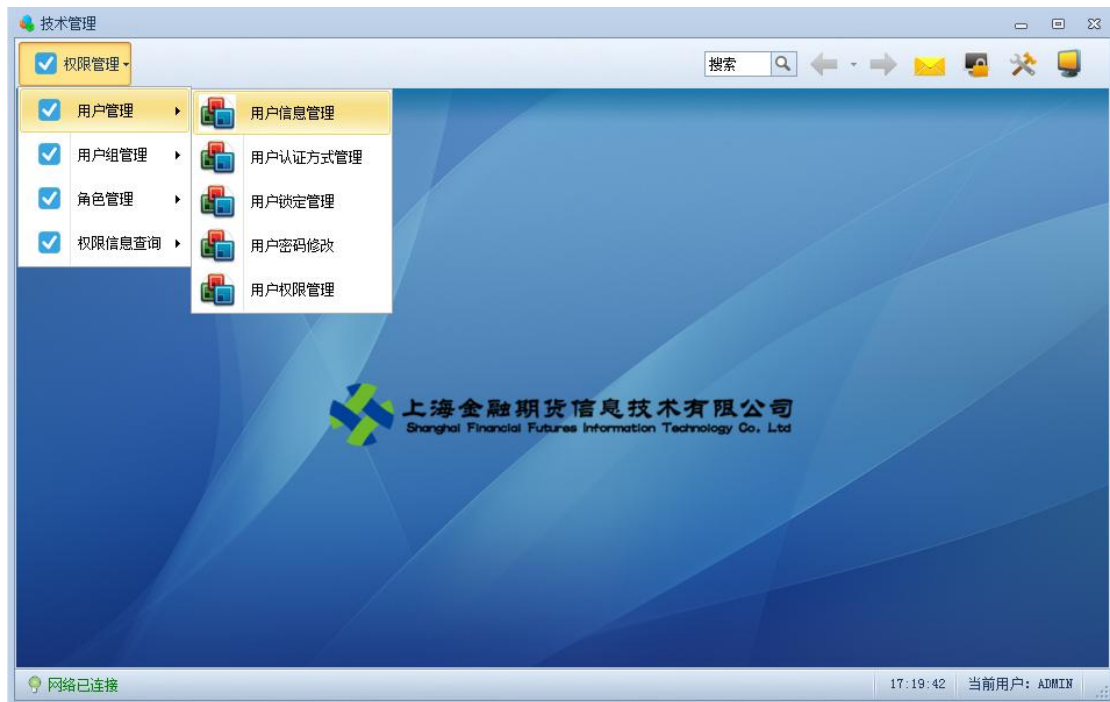 技术管理
权限管理
搜索
用户管理
用户信息管理
用户组管理
用户认证方式管理
角色管理
用户锁定管理
权限信息查询
用户密码修改
用户权限管理
上海金融期货信息技术有限公司
Shanghai Financial Futures Information Technology Co. Ltd
网络已连接
17:19:42
当前用户: ADMIN